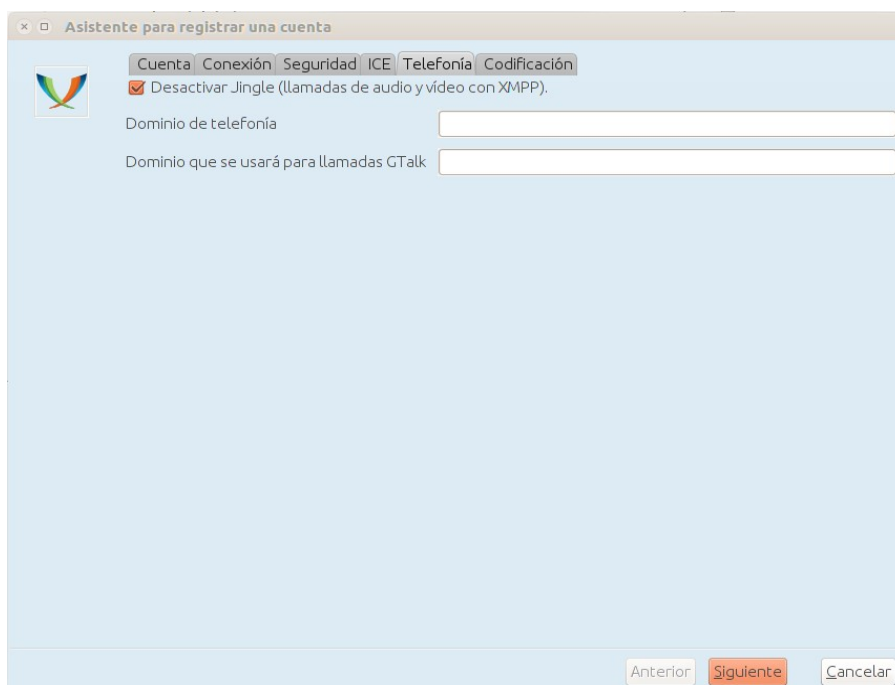 Asistente para registrar una cuenta
Cuenta Conexión Seguridad ICE Telefonía Codificación
Desactivar Jingle (llamadas de audio y vídeo con XMPP).
Dominio de telefonía
Dominio que se usará para llamadas GTalk
Anterior Siguiente Cancelar